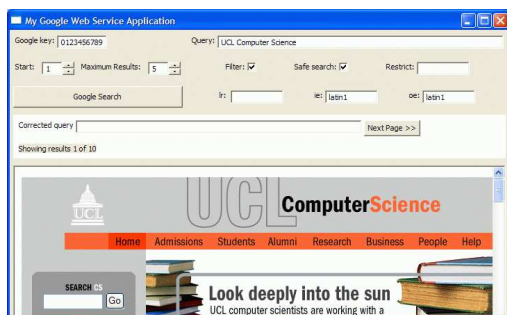 My Google Web Service Application
Google key: 0123456789 Query: UCL Computer Science
Start: 1 Maximum Results: 5 Filter: Safe search: Restrict:
Google Search lr: ie: latin1 oe: latin1
Corrected query Next Page >>
Showing results 1 of 10
UCL UCL ComputerScience
Home Admissions Students Alumni Research Business People Help
SEARCH CS
Go
Look deeply into the sun
UCL computer scientists are working with a